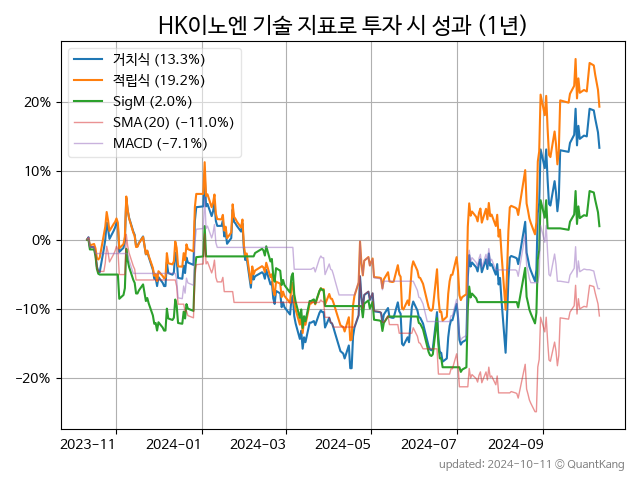 HK이노엔 기술 지표로 투자 시 성과 (1년)
거치식 (13.3%)
적립식 (19.2%)
SigM (2.0%)
SMA(20) (−11.0%)
MACD (−7.1%)
20%
10%
0%
−10%
−20%
2023-11
2024-01
2024-03
2024-05
2024-07
2024-09
updated: 2024-10-11 © QuantKang